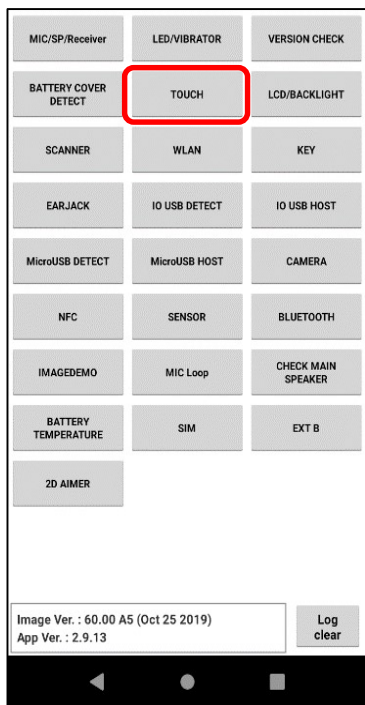 MIC/SP/Receiver
LED/VIBRATOR
VERSION CHECK
BATTERY COVER
DETECT
TOUCH
LCD/BACKLIGHT
SCANNER
WLAN
KEY
EARJACK
IO USB DETECT
IO USB HOST
MicroUSB DETECT
MicroUSB HOST
CAMERA
NFC
SENSOR
BLUETOOTH
IMAGEDEMO
MIC Loop
CHECK MAIN
SPEAKER
BATTERY
TEMPERATURE
SIM
EXT B
2D AIMER
Image Ver. : 60.00 A5 (Oct 25 2019)
App Ver. : 2.9.13
Log
clear